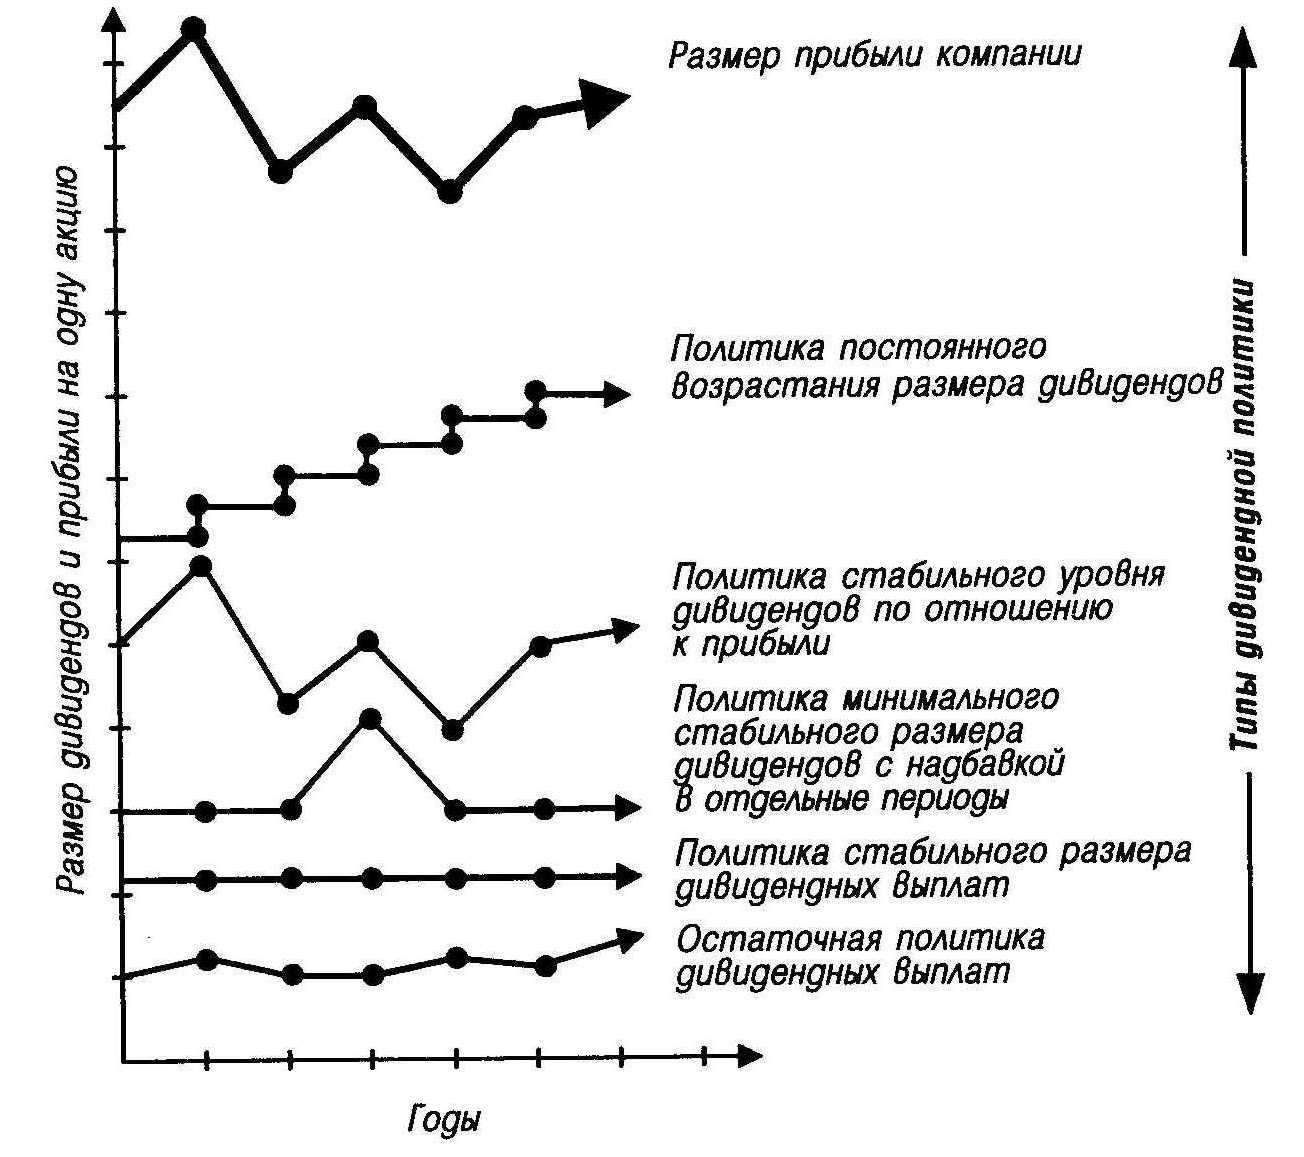 Размер прибыли компании
Политика постоянного
возрастания размера дивидендов
Политика стабильного уровня
дивидендов по отношению
к прибыли
Политика минимального
стабильного размера
дивидендов с надбавкой
в отдельные периоды
Политика стабильного размера
дивидендных выплат
Остаточная политика
дивидендных выплат
Размер дивидендов и прибыли на одну акцию
Типы дивидендной политики
Годы